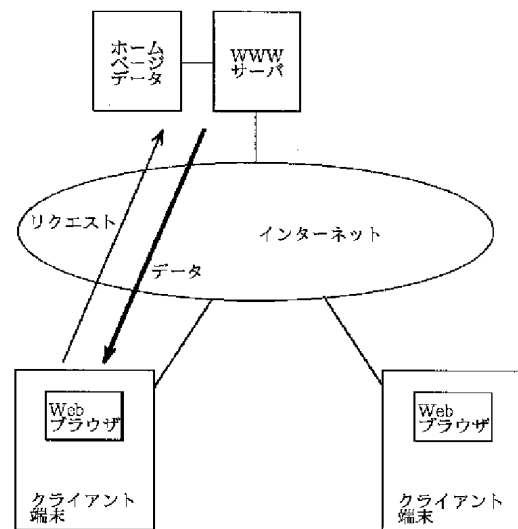 ホーム
ページ
データ
WWW
サーバ
リクエスト
インターネット
データ
Web
ブラウザ
クライアント
端末
Web
ブラウザ
クライアント
端末